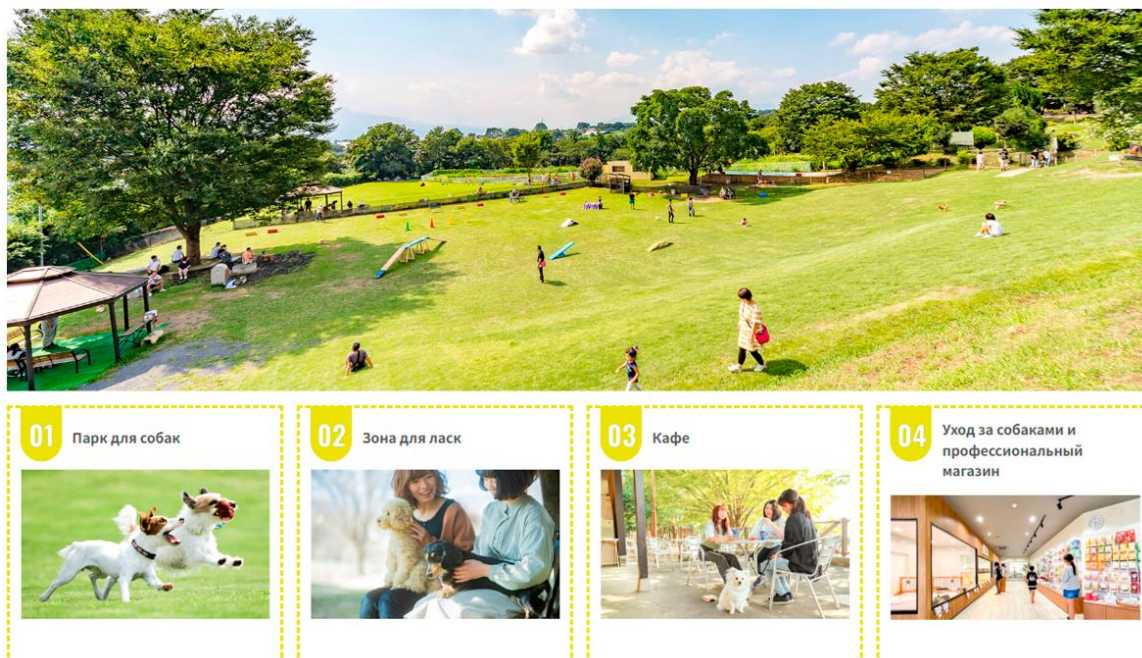 01 Парк для собак
02 Зона для ласк
03 Кафе
04 Уход за собаками и
профессиональный
магазин